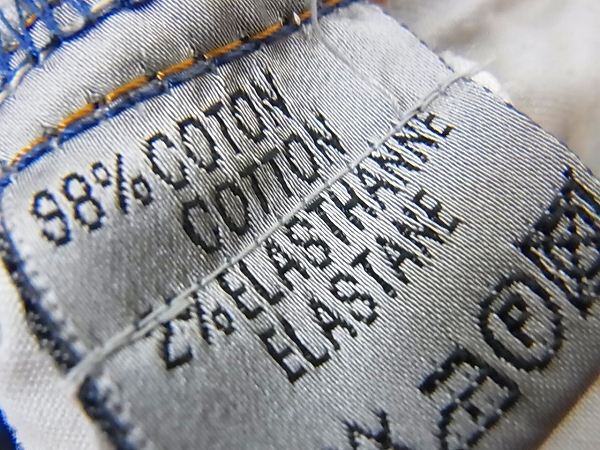 98% COTON
COTTON
2% ELASTHANNE
ELASTANE
P